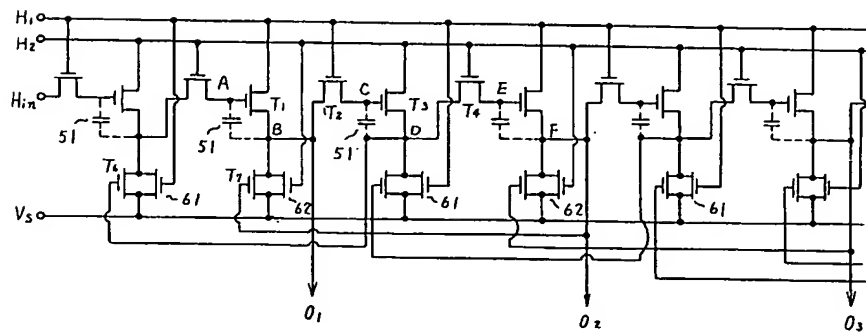 H₁
H₂
Hin
A
T₁
T₂
C
T₃
T₄
E
51
51
B
51
D
F
T₆
61
T₇
62
61
62
61
Vs
O₁
O₂
O₃